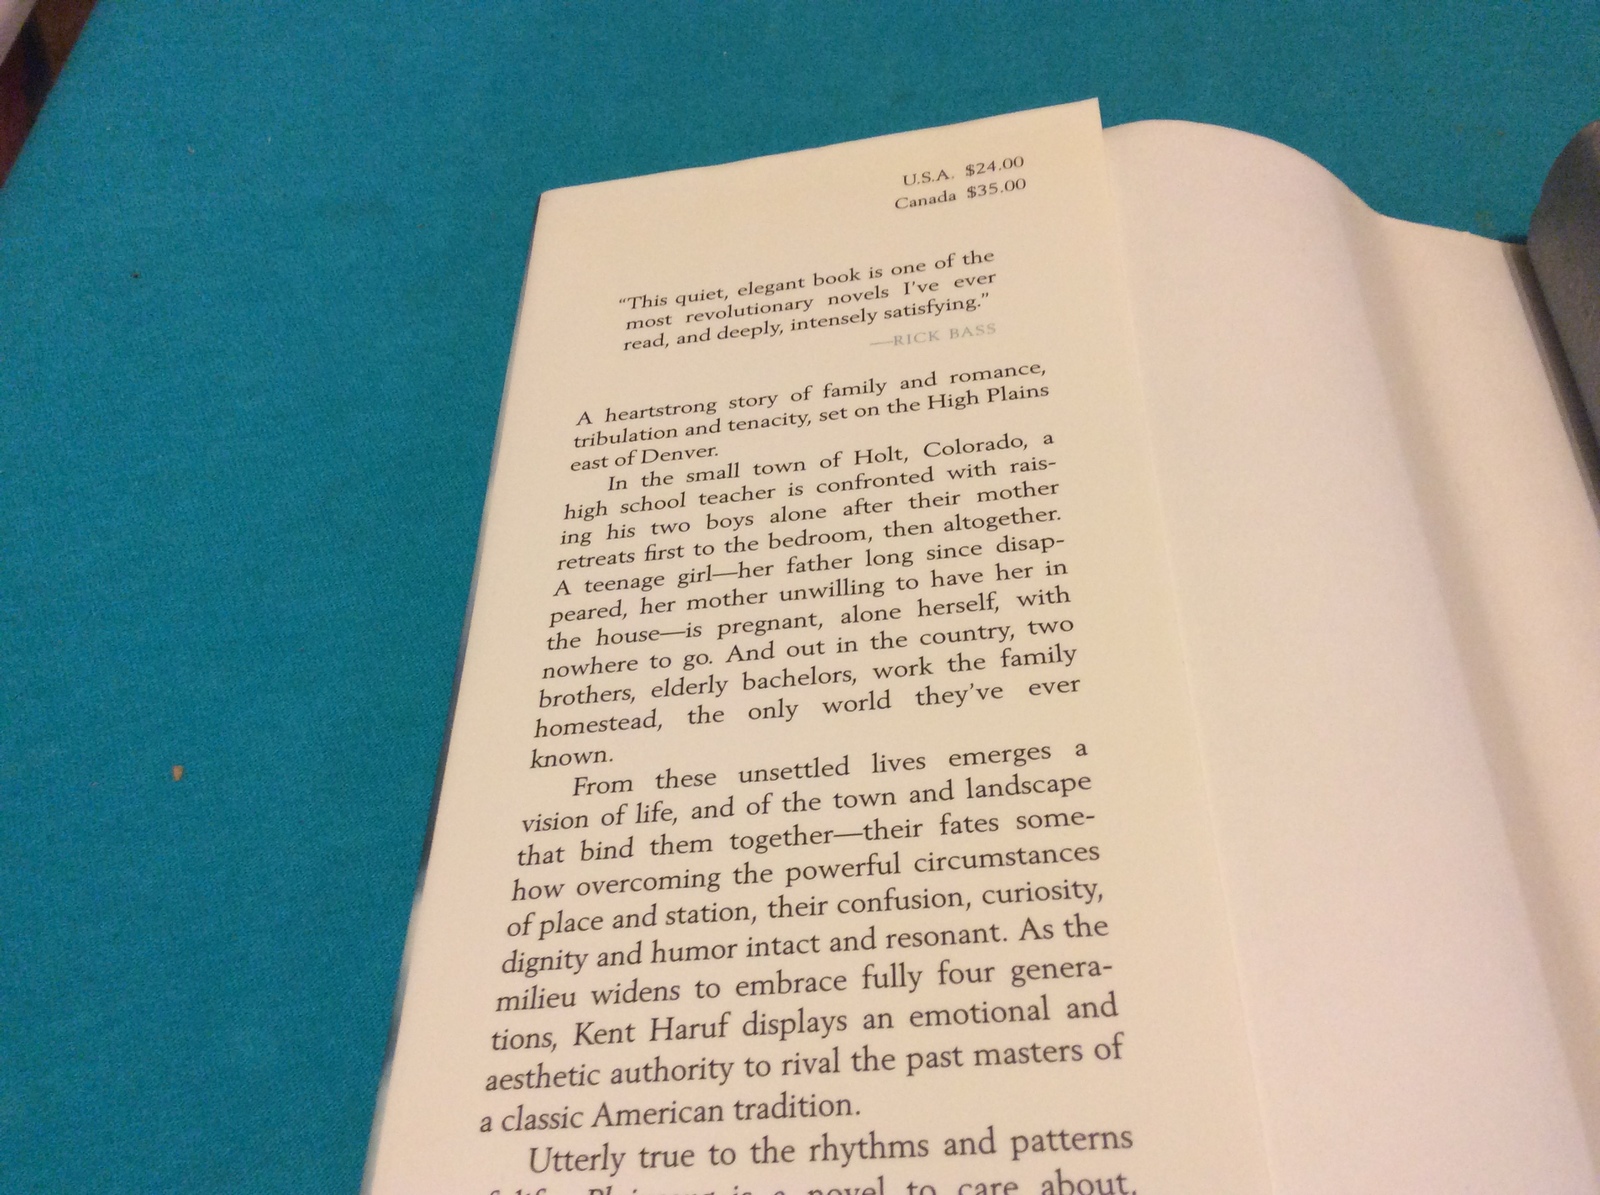 U.S.A. $24.00
Canada $35.00
“This quiet, elegant book is one of the
most revolutionary novels I’ve ever
read, and deeply, intensely satisfying.”
—RICK BASS
A heartstrong story of family and romance,
tribulation and tenacity, set on the High Plains
east of Denver.
In the small town of Holt, Colorado, a
high school teacher is confronted with rais-
ing his two boys alone after their mother
retreats first to the bedroom, then altogether.
A teenage girl—her father long since disap-
peared, her mother unwilling to have her in
the house—is pregnant, alone herself, with
nowhere to go. And out in the country, two
brothers, elderly bachelors, work the family
homestead, the only world they’ve ever
known.
From these unsettled lives emerges a
vision of life, and of the town and landscape
that bind them together—their fates some-
how overcoming the powerful circumstances
of place and station, their confusion, curiosity,
dignity and humor intact and resonant. As the
milieu widens to embrace fully four genera-
tions, Kent Haruf displays an emotional and
aesthetic authority to rival the past masters of
a classic American tradition.
Utterly true to the rhythms and patterns
of life, Plainsong is a novel to care about,